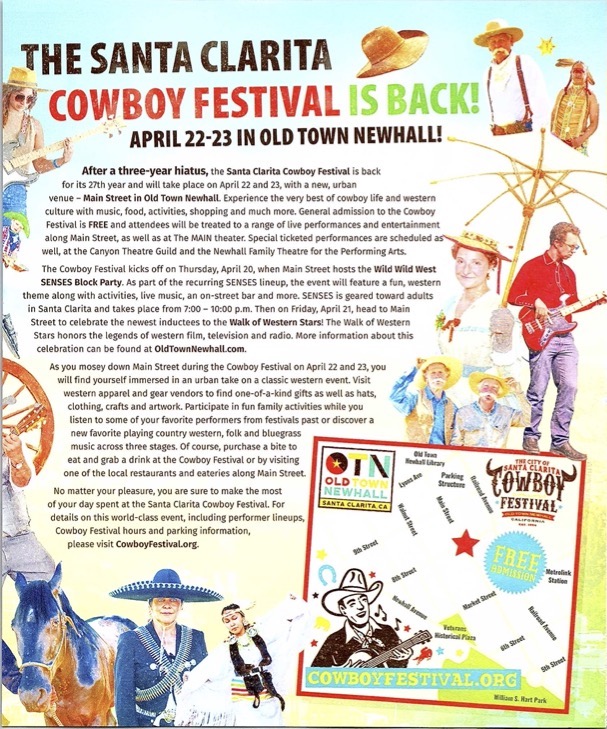 THE SANTA CLARITA
COWBOY FESTIVAL IS BACK!
APRIL 22-23 IN OLD TOWN NEWHALL!
After a three-year hiatus, the Santa Clarita Cowboy Festival is back
for its 27th year and will take place on April 22 and 23, with a new, urban
venue – Main Street in Old Town Newhall. Experience the very best of cowboy life and western
culture with music, food, activities, shopping and much more. General admission to the Cowboy
Festival is FREE and attendees will be treated to a range of live performances and entertainment
along Main Street, as well as at The MAIN theater. Special ticketed performances are scheduled as
well, at the Canyon Theatre Guild and the Newhall Family Theatre for the Performing Arts.
The Cowboy Festival kicks off on Thursday, April 20, when Main Street hosts the Wild Wild West
SENSES Block Party. As part of the recurring SENSES lineup, the event will feature a fun, western
theme along with activities, live music, an on-street bar and more. SENSES is geared toward adults
in Santa Clarita and takes place from 7:00 – 10:00 p.m. Then on Friday, April 21, head to Main
Street to celebrate the newest inductees to the Walk of Western Stars! The Walk of Western
Stars honors the legends of western film, television and radio. More information about this
celebration can be found at OldTownNewhall.com.
As you mosey down Main Street during the Cowboy Festival on April 22 and 23, you
will find yourself immersed in an urban take on a classic western event. Visit
western apparel and gear vendors to find one-of-a-kind gifts as well as hats,
clothing, crafts and artwork. Participate in fun family activities while you
listen to some of your favorite performers from festivals past or discover a
new favorite playing country western, folk and bluegrass
music across three stages. Of course, purchase a bite to
eat and grab a drink at the Cowboy Festival or by visiting
one of the local restaurants and eateries along Main Street.
No matter your pleasure, you are sure to make the most
of your day spent at the Santa Clarita Cowboy Festival. For
details on this world-class event, including performer lineups,
Cowboy Festival hours and parking information,
please visit CowboyFestival.org.
OTN
OLD TOWN
NEWHALL
SANTA CLARITA CA
Old Town
Newhall Library
Lyons Ave
Parking
Structure
Railroad Avenue
Walnut Street
Main Street
THE CITY OF
SANTA CLARITA
COWBOY
FESTIVAL
CALIFORNIA
9th Street
FREE
ADMISSION
Metrolink
Station
8th Street
Newhall Avenue
Market Street
Railroad Avenue
Veterans
Historical Plaza
6th Street
5th Street
COWBOYFESTIVAL.ORG
William S. Hart Park